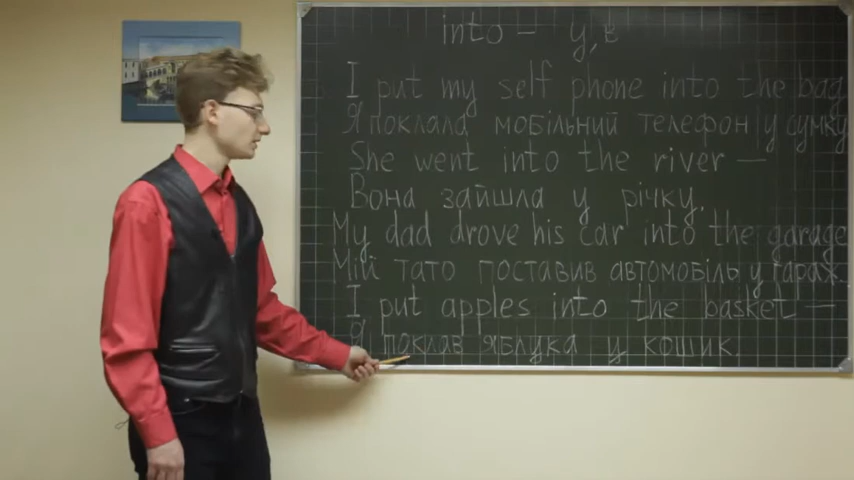 into — у, в
I put my self phone into the bag
Я поклала мобільний телефон у сумку
She went into the river —
Вона зайшла у річку.
My dad drove his car into the garage
Мій тато поставив автомобіль у гараж.
I put apples into the basket —
Я поклав яблука у кошик.